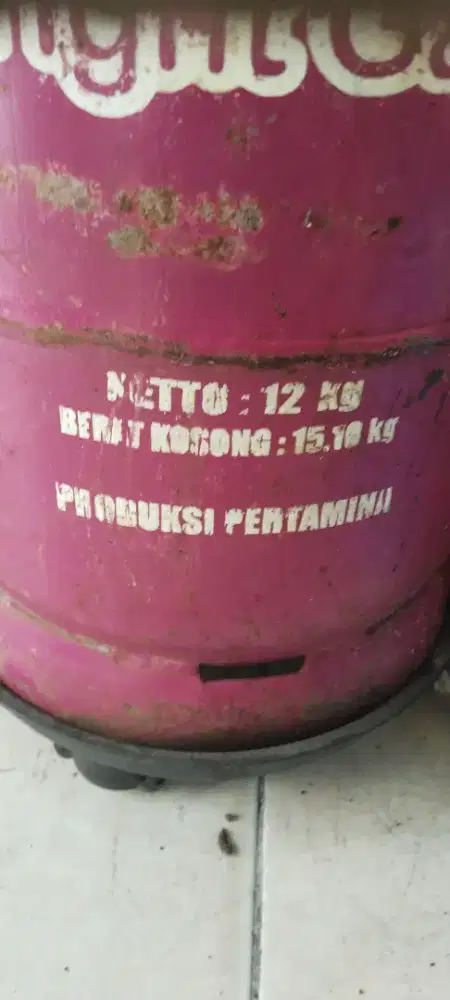 NETTO : 12 kg
BERAT KOSONG : 15.10 kg
PRODUKSI PERTAMINA